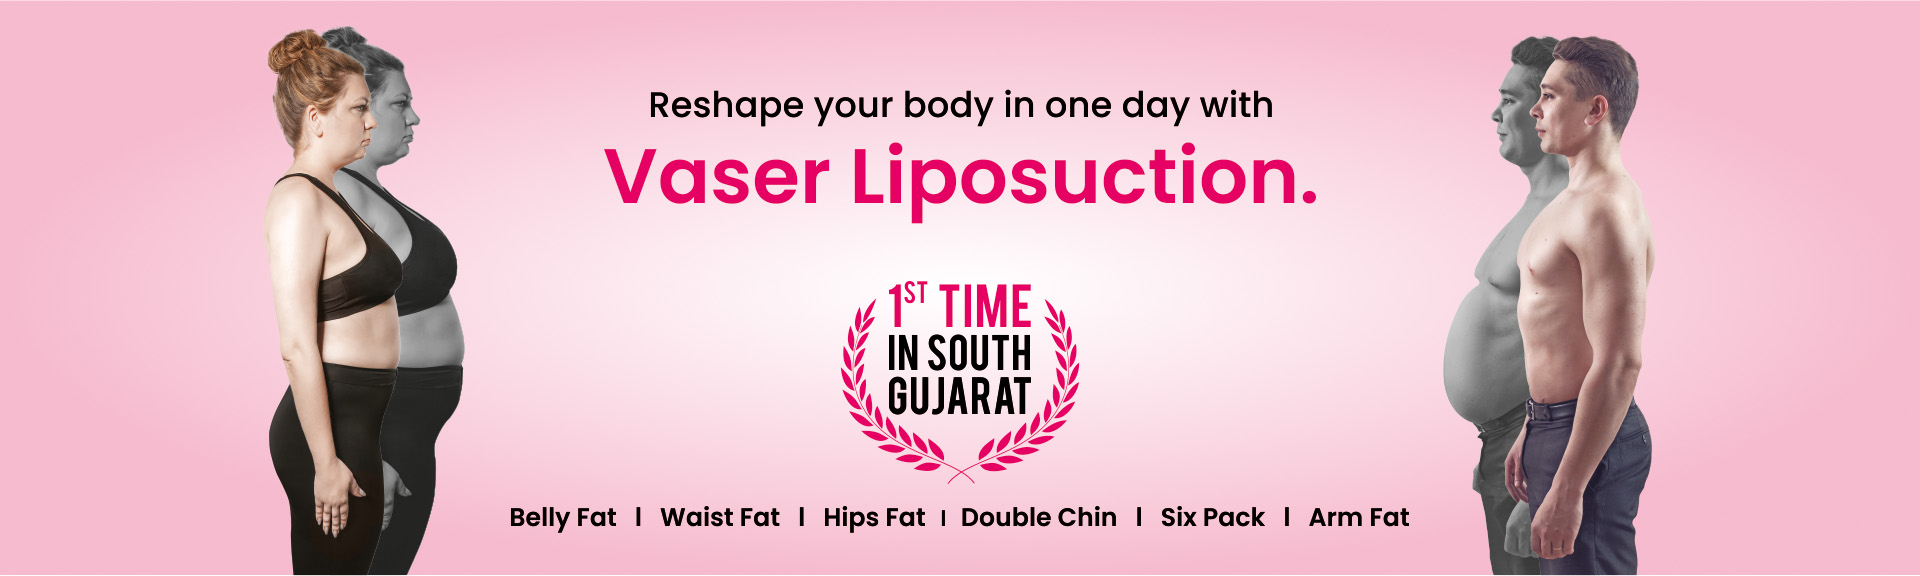 Reshape your body in one day with
Vaser Liposuction.
1ST TIME
IN SOUTH
GUJARAT
Belly Fat | Waist Fat | Hips Fat | Double Chin | Six Pack | Arm Fat